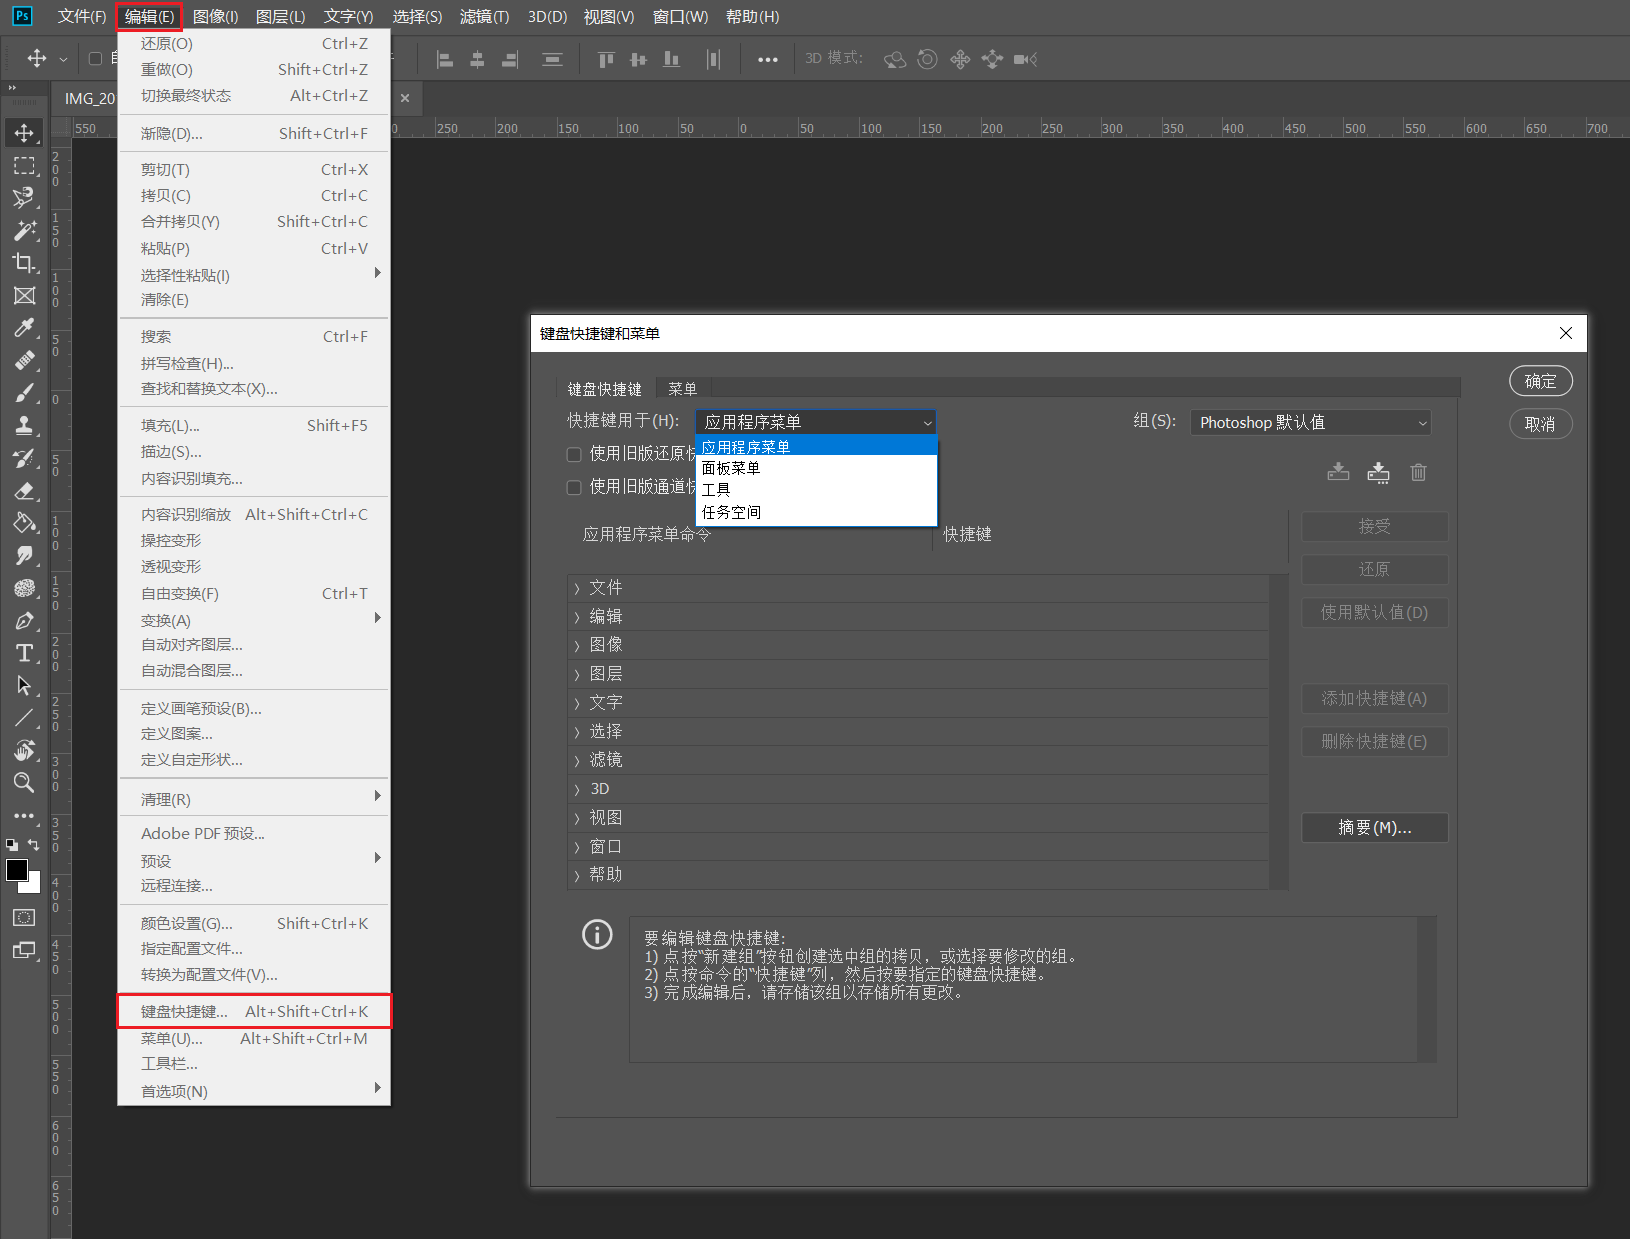 Ps 文件(F) 编辑(E) 图像(I) 图层(L) 文字(Y) 选择(S) 滤镜(T) 3D(D) 视图(V) 窗口(W) 帮助(H)
3D 模式:
IMG_20
550 250 200 150 100 50 0 50 100 150 200 250 300 350 400 450 500 550 600 650 700
200
150
100
50
0
50
100
150
200
250
300
350
400
450
500
550
600
650
还原(O) Ctrl+Z
重做(O) Shift+Ctrl+Z
切换最终状态 Alt+Ctrl+Z
渐隐(D)... Shift+Ctrl+F
剪切(T) Ctrl+X
拷贝(C) Ctrl+C
合并拷贝(Y) Shift+Ctrl+C
粘贴(P) Ctrl+V
选择性粘贴(I)
清除(E)
搜索 Ctrl+F
拼写检查(H)...
查找和替换文本(X)...
填充(L)... Shift+F5
描边(S)...
内容识别填充...
内容识别缩放 Alt+Shift+Ctrl+C
操控变形
透视变形
自由变换(F) Ctrl+T
变换(A)
自动对齐图层...
自动混合图层...
定义画笔预设(B)...
定义图案...
定义自定形状...
清理(R)
Adobe PDF 预设...
预设
远程连接...
颜色设置(G)... Shift+Ctrl+K
指定配置文件...
转换为配置文件(V)...
键盘快捷键... Alt+Shift+Ctrl+K
菜单(U)... Alt+Shift+Ctrl+M
工具栏...
首选项(N)
键盘快捷键和菜单
键盘快捷键 菜单
确定
快捷键用于(H): 应用程序菜单 组(S): Photoshop 默认值
取消
应用程序菜单
面板菜单
工具
任务空间
使用旧版还原快
使用旧版通道快
应用程序菜单命令 快捷键
文件
编辑
图像
图层
文字
选择
滤镜
3D
视图
窗口
帮助
接受
还原
使用默认值(D)
添加快捷键(A)
删除快捷键(E)
摘要(M)...
要编辑键盘快捷键:
1) 点按“新建组”按钮创建选中组的拷贝，或选择要修改的组。
2) 点按命令的“快捷键”列，然后按要指定的键盘快捷键。
3) 完成编辑后，请存储该组以存储所有更改。